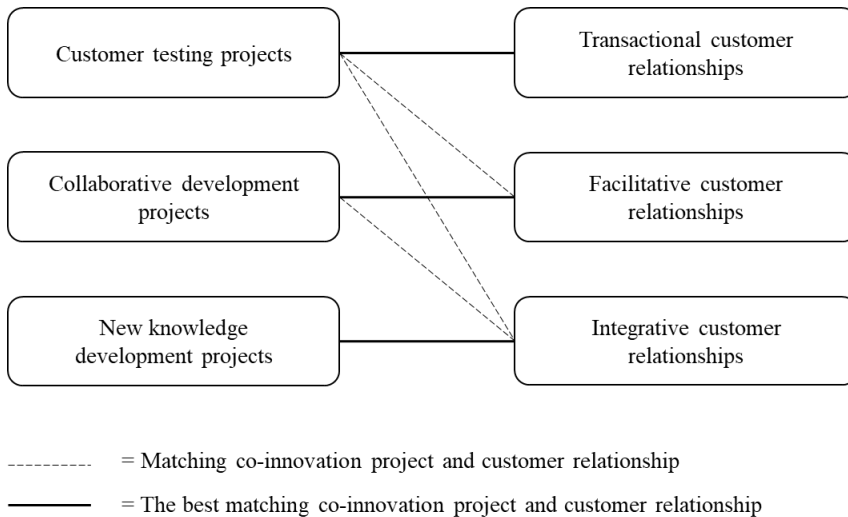 Customer testing projects
Transactional customer
relationships
Collaborative development
projects
Facilitative customer
relationships
New knowledge
development projects
Integrative customer
relationships
= Matching co-innovation project and customer relationship
= The best matching co-innovation project and customer relationship